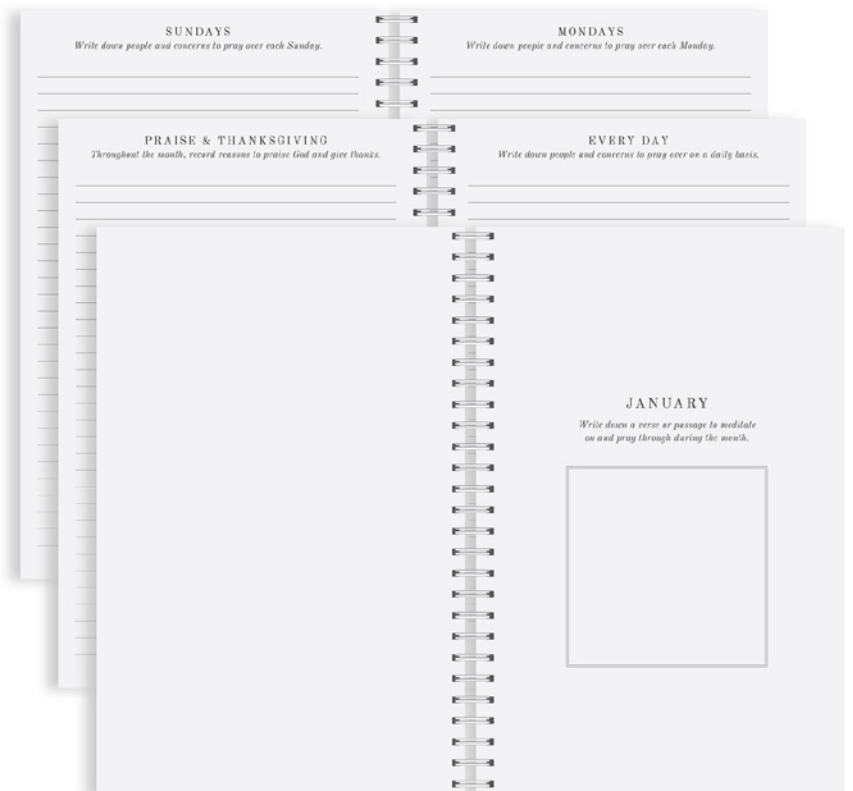 SUNDAYS
Write down people and concerns to pray over each Sunday.
MONDAYS
Write down people and concerns to pray over each Monday.
PRAISE & THANKSGIVING
Throughout the month, record reasons to praise God and give thanks.
EVERY DAY
Write down people and concerns to pray over on a daily basis.
JANUARY
Write down a verse or passage to meditate
on and pray through during the month.